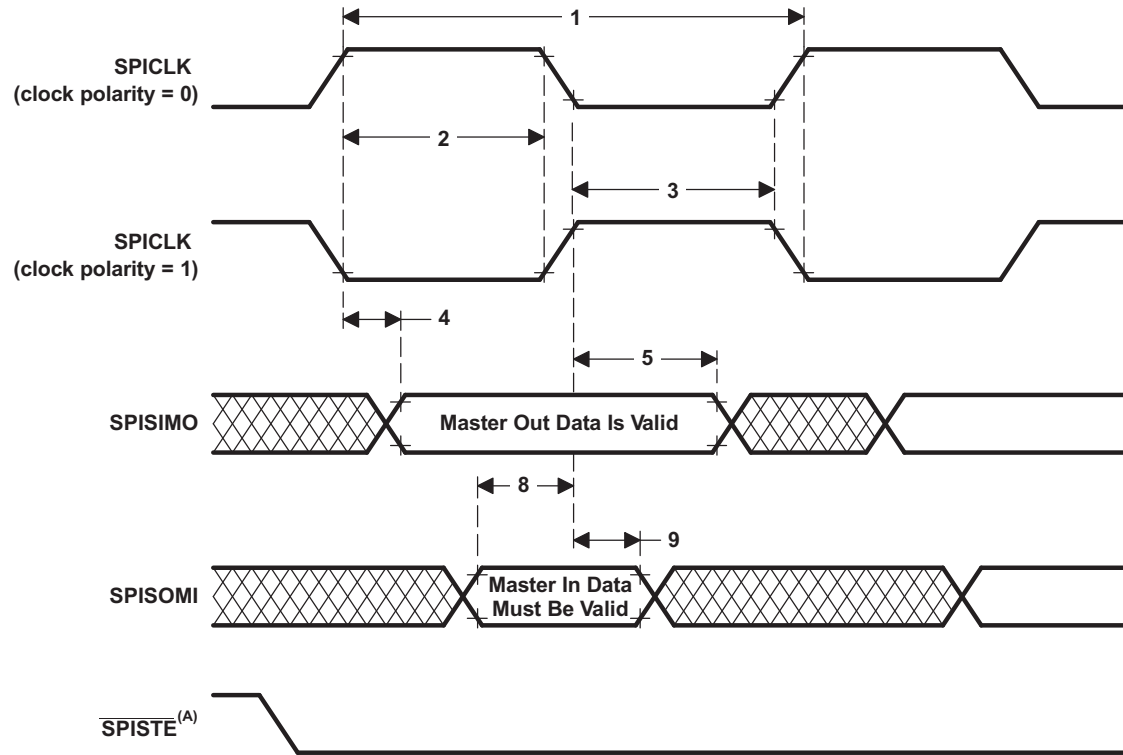 1
SPICLK
(clock polarity = 0)
2
3
SPICLK
(clock polarity = 1)
4
5
SPISIMO
Master Out Data Is Valid
8
9
SPISOMI
Master In Data
Must Be Valid
SPISTE(A)